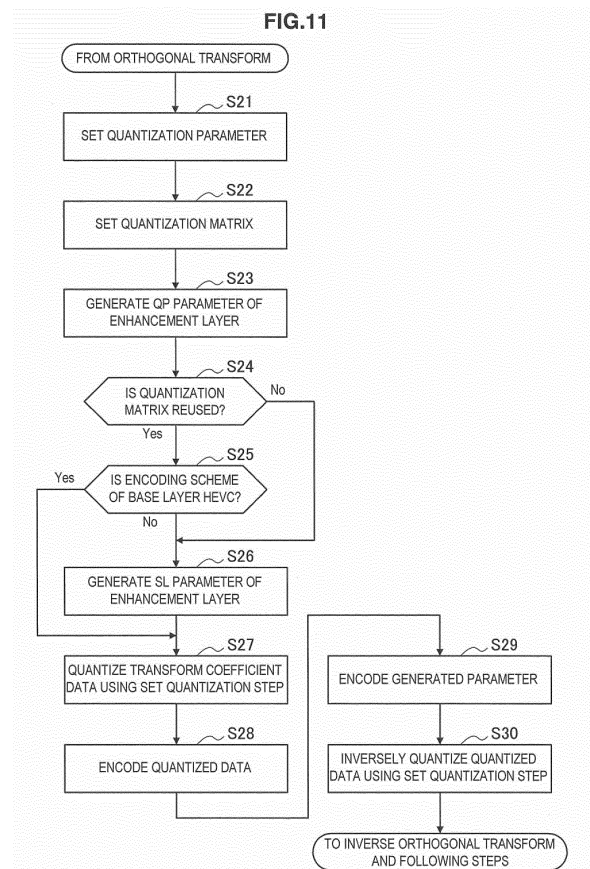 FIG.11
FROM ORTHOGONAL TRANSFORM
S21
SET QUANTIZATION PARAMETER
S22
SET QUANTIZATION MATRIX
S23
GENERATE QP PARAMETER OF
ENHANCEMENT LAYER
S24
IS QUANTIZATION
MATRIX REUSED?
No
Yes
S25
IS ENCODING SCHEME
OF BASE LAYER HEVC?
Yes
No
S26
GENERATE SL PARAMETER OF
ENHANCEMENT LAYER
S27
QUANTIZE TRANSFORM COEFFICIENT
DATA USING SET QUANTIZATION STEP
S28
ENCODE QUANTIZED DATA
S29
ENCODE GENERATED PARAMETER
S30
INVERSELY QUANTIZE QUANTIZED
DATA USING SET QUANTIZATION STEP
TO INVERSE ORTHOGONAL TRANSFORM
AND FOLLOWING STEPS